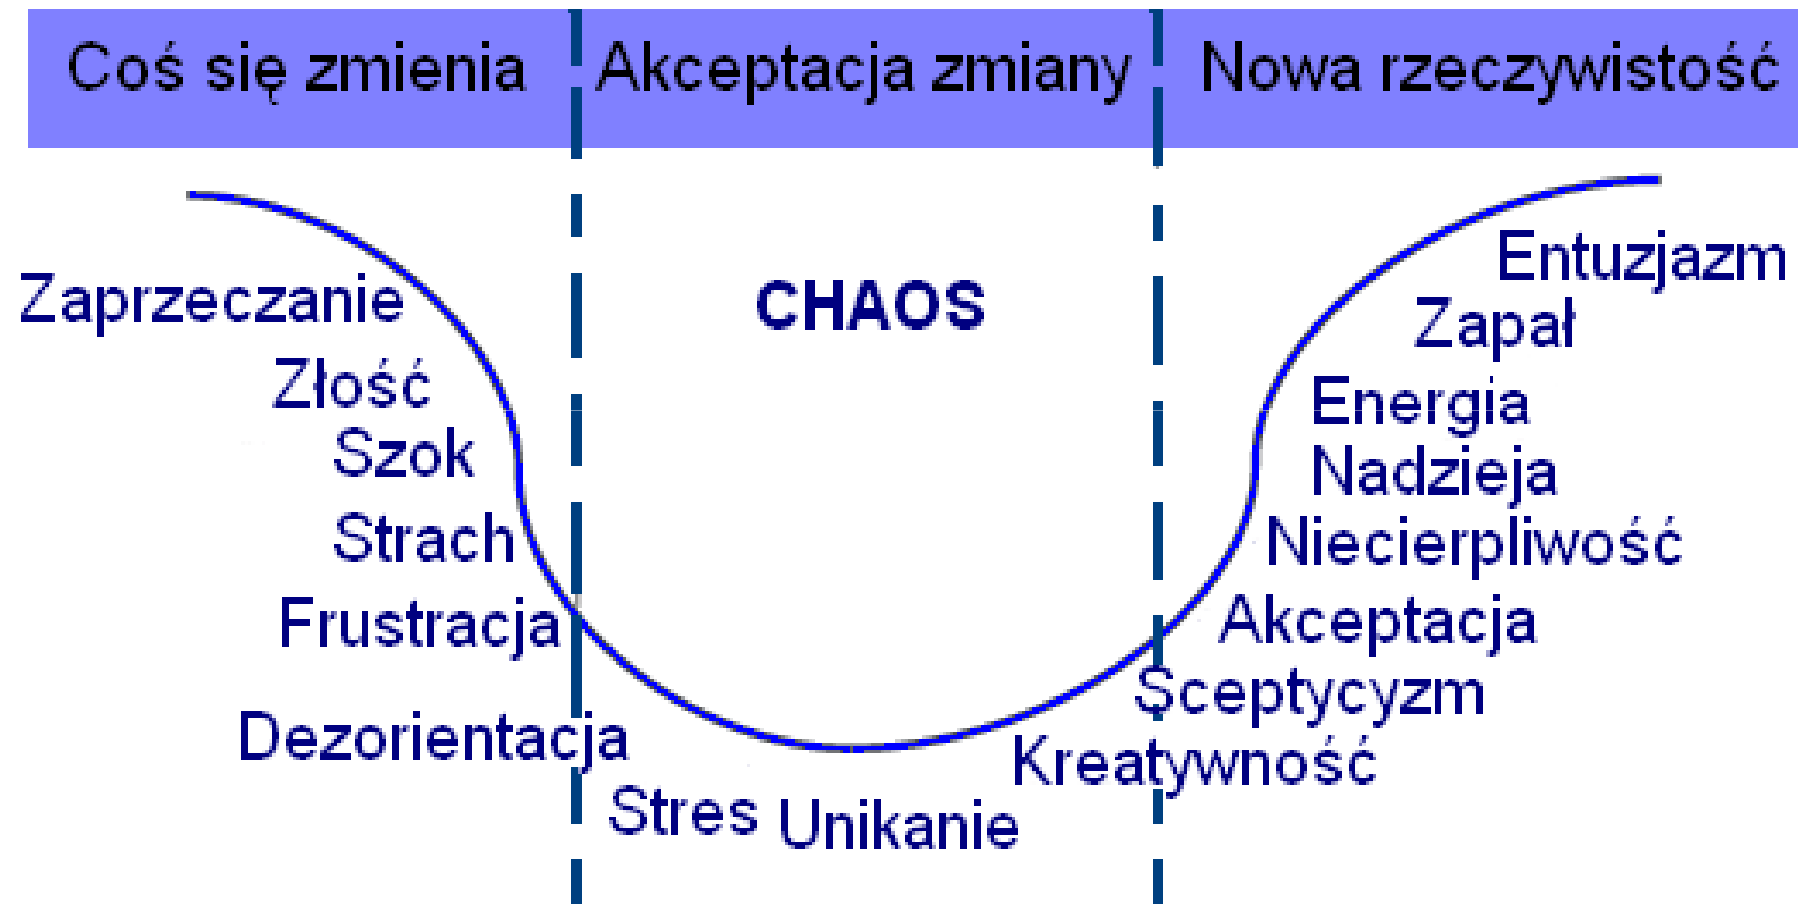 Coś się zmienia
Akceptacja zmiany
Nowa rzeczywistość
Zaprzeczanie
Złość
Szok
Strach
Frustracja
Dezorientacja
CHAOS
Stres
Unikanie
Kreatywność
Sceptycyzm
Akceptacja
Niecierpliwość
Nadzieja
Energia
Zapał
Entuzjazm